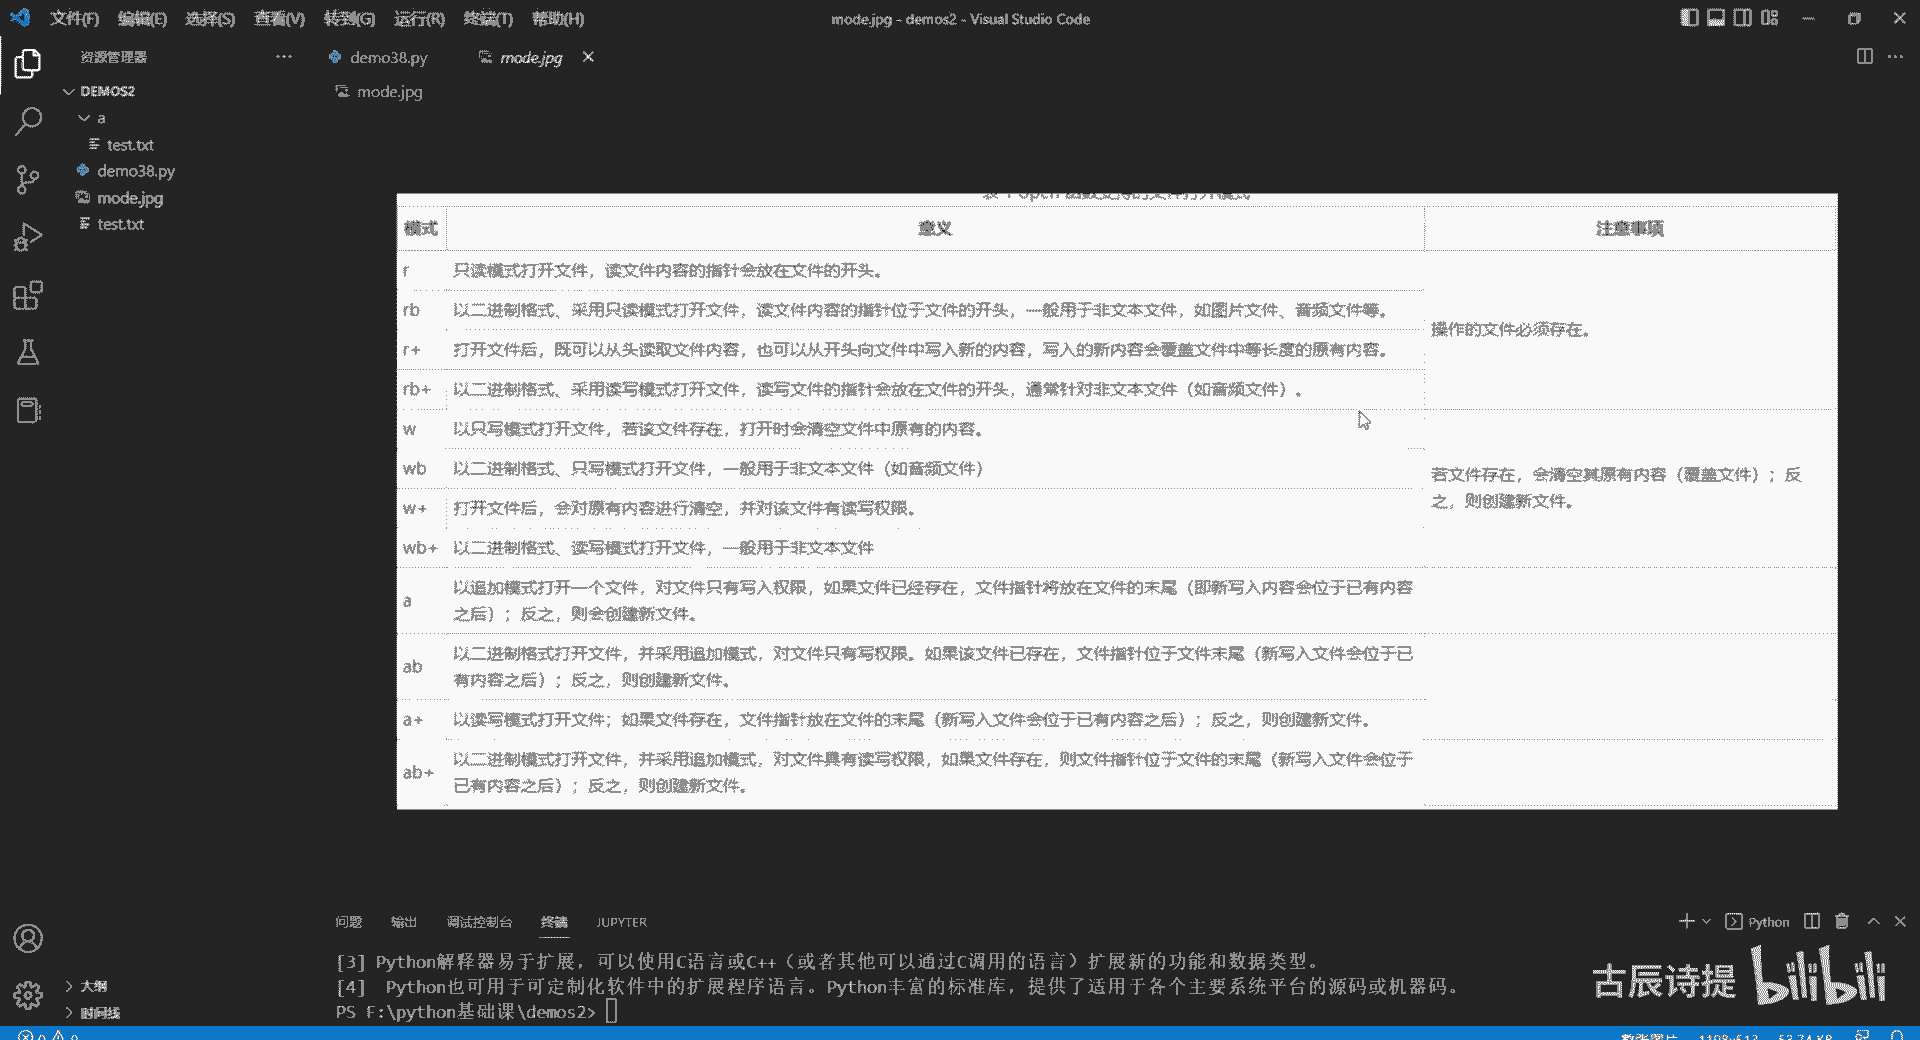 文件(F) 编辑(E) 选择(S) 查看(V) 转到(G) 运行(R) 终端(T) 帮助(H)
mode.jpg - demos2 - Visual Studio Code
资源管理器
demo38.py
mode.jpg
DEMOS2
mode.jpg
a
test.txt
demo38.py
mode.jpg
test.txt
模式 意义 注意事项
r 只读模式打开文件，读文件内容的指针会放在文件的开头。
rb 以二进制格式、采用只读模式打开文件，读文件内容的指针位于文件的开头，一般用于非文本文件，如图片文件、音频文件等。
操作的文件必须存在。
r+ 打开文件后，既可以从头读取文件内容，也可以从开头向文件中写入新的内容，写入的新内容会覆盖文件中等长度的原有内容。
rb+ 以二进制格式、采用读写模式打开文件，读写文件的指针会放在文件的开头，通常针对非文本文件（如音频文件）。
w 以只写模式打开文件，若该文件存在，打开时会清空文件中原有的内容。
wb 以二进制格式、只写模式打开文件，一般用于非文本文件（如音频文件）
若文件存在，会清空其原有内容（覆盖文件）；反
之，则创建新文件。
w+ 打开文件后，会对原有内容进行清空，并对该文件有读写权限。
wb+ 以二进制格式、读写模式打开文件，一般用于非文本文件
a 以追加模式打开一个文件，对文件只有写入权限，如果文件已经存在，文件指针将放在文件的末尾（即新写入内容会位于已有内容
之后）；反之，则会创建新文件。
ab 以二进制格式打开文件，并采用追加模式，对文件只有写权限。如果该文件已存在，文件指针位于文件末尾（新写入文件会位于已
有内容之后）；反之，则创建新文件。
a+ 以读写模式打开文件；如果文件存在，文件指针放在文件的末尾（新写入文件会位于已有内容之后）；反之，则创建新文件。
ab+ 以二进制模式打开文件，并采用追加模式，对文件具有读写权限，如果文件存在，则文件指针位于文件的末尾（新写入文件会位于
已有内容之后）；反之，则创建新文件。
问题 输出 调试控制台 终端 JUPYTER
Python
[3] Python解释器易于扩展，可以使用C语言或C++（或者其他可以通过C调用的语言）扩展新的功能和数据类型。
[4] Python也可用于可定制化软件中的扩展程序语言。Python丰富的标准库，提供了适用于各个主要系统平台的源码或机器码。
PS F:\python基础课\demos2>
大纲
时间线
古辰诗提 bilibili